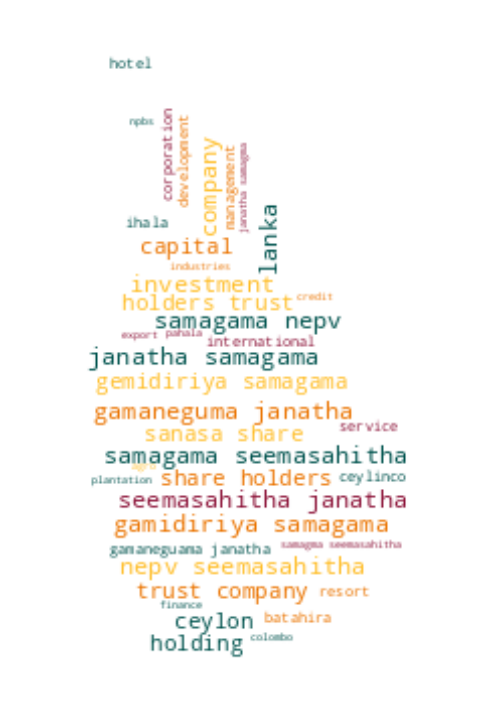 hotel
npbs
corporation
development
company
management
janatha samagma
lanka
ihala
capital
industries
investment
holders trust
credit
samagama nepv
export
pahala
international
janatha samagama
gemidiriya samagama
gamaneguma janatha
service
sanasa share
samagama seemasahitha
agro
plantation
share holders
ceylinco
seemasahitha janatha
gamidiriya samagama
gamaneguama janatha
samagma seemasahitha
nepv seemasahitha
trust company
resort
finance
ceylon
batahira
holding
colombo